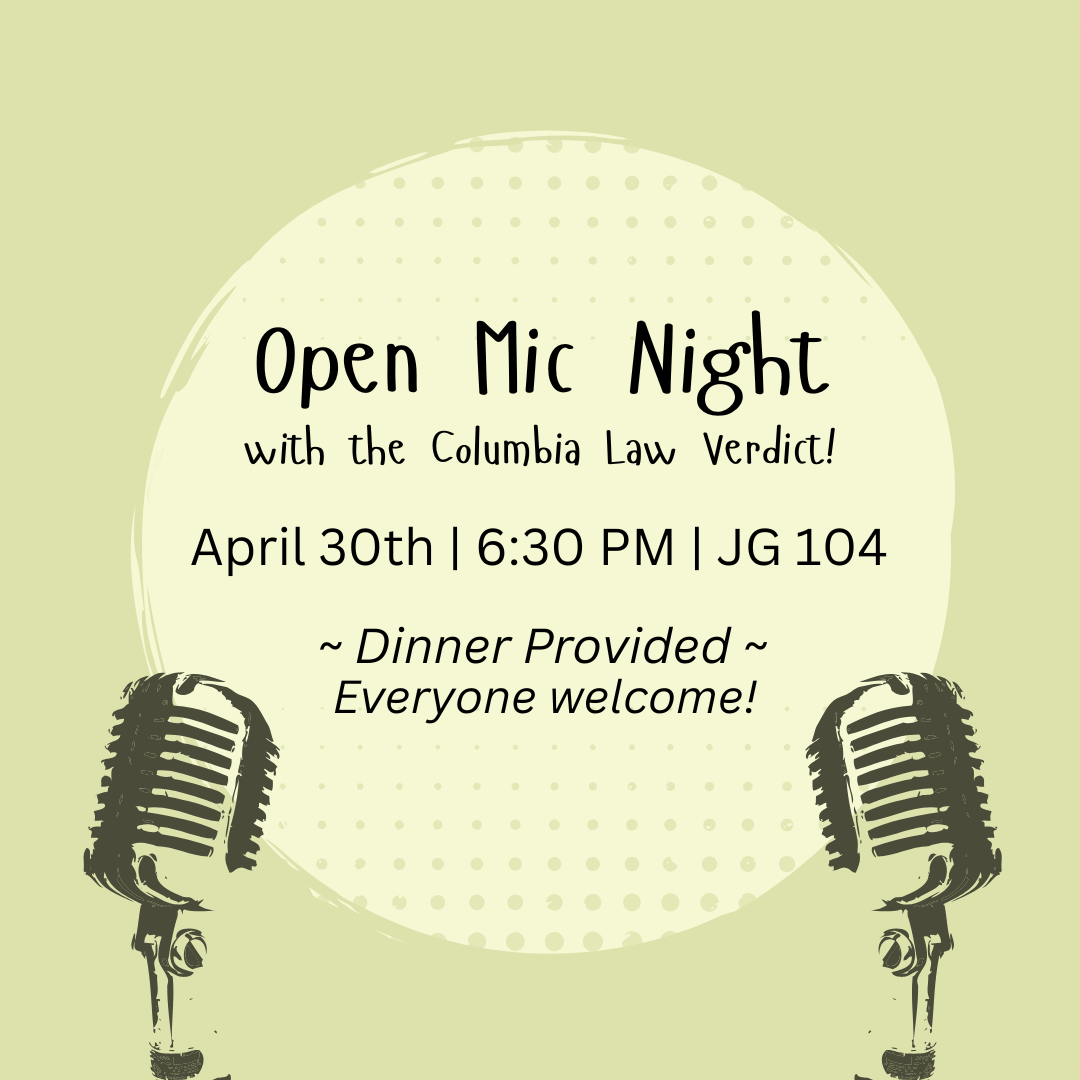 Open Mic Night
with the Columbia Law Verdict!
April 30th | 6:30 PM | JG 104
~ Dinner Provided ~
Everyone welcome!